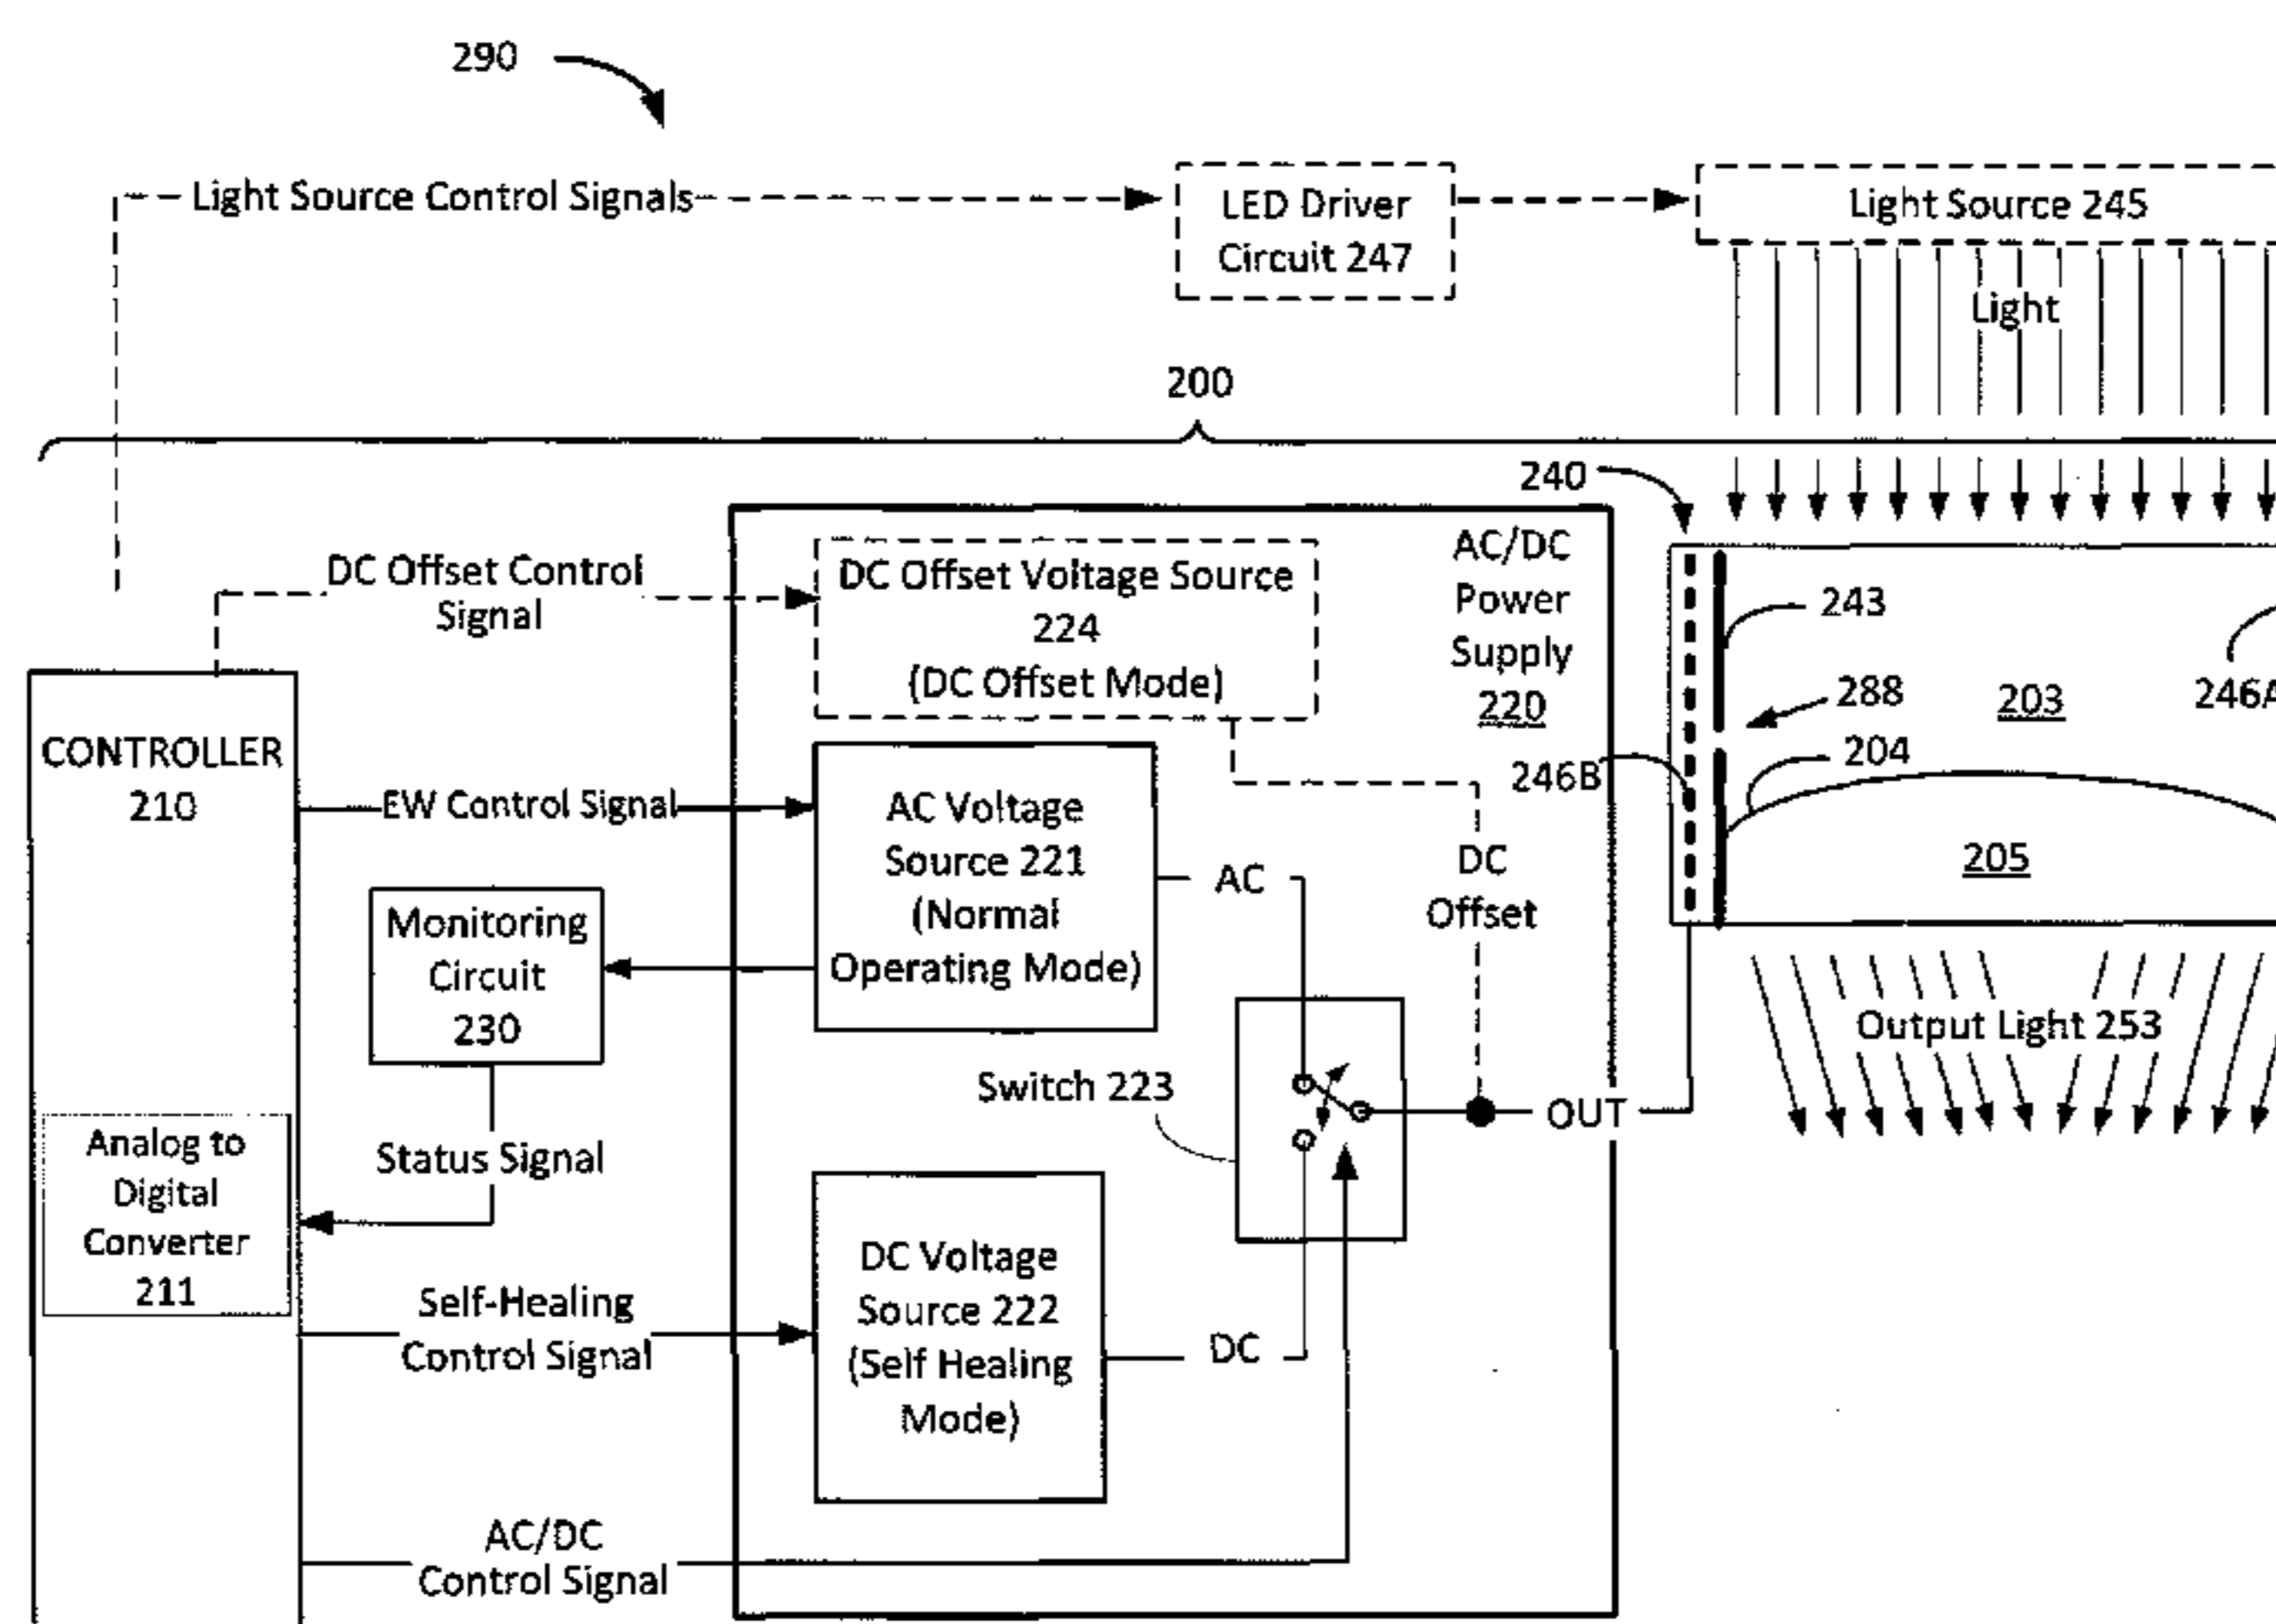 290
Light Source Control Signals
LED Driver
Circuit 247
Light Source 245
Light
200
240
DC Offset Control
Signal
DC Offset Voltage Source
224
(DC Offset Mode)
AC/DC
Power
Supply
220
243
288
203
246A
204
246B
205
CONTROLLER
210
EW Control Signal
AC Voltage
Source 221
(Normal
Operating Mode)
AC
DC
Offset
Monitoring
Circuit
230
Output Light 253
Switch 223
OUT
Analog to
Digital
Converter
211
Status Signal
Self-Healing
Control Signal
DC Voltage
Source 222
(Self Healing
Mode)
DC
AC/DC
Control Signal